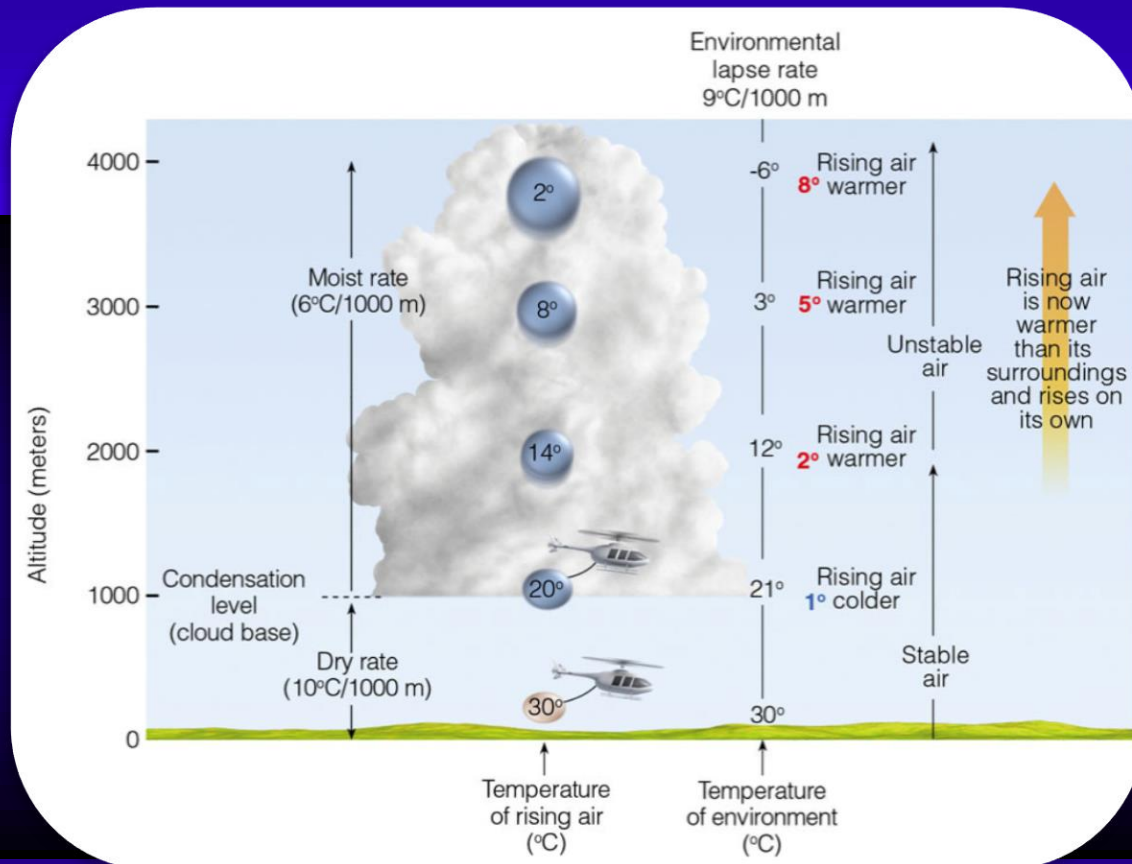 Environmental
lapse rate
9°C/1000 m
4000
2°
-6°
Rising air
8° warmer
Moist rate
(6°C/1000 m)
3000
8°
3°
Rising air
5° warmer
Rising air
is now
warmer
than its
surroundings
and rises on
its own
Unstable
air
2000
14°
12°
Rising air
2° warmer
Altitude (meters)
Condensation
level
(cloud base)
1000
20°
21°
Rising air
1° colder
Dry rate
(10°C/1000 m)
Stable
air
30°
30°
0
Temperature
of rising air
(°C)
Temperature
of environment
(°C)